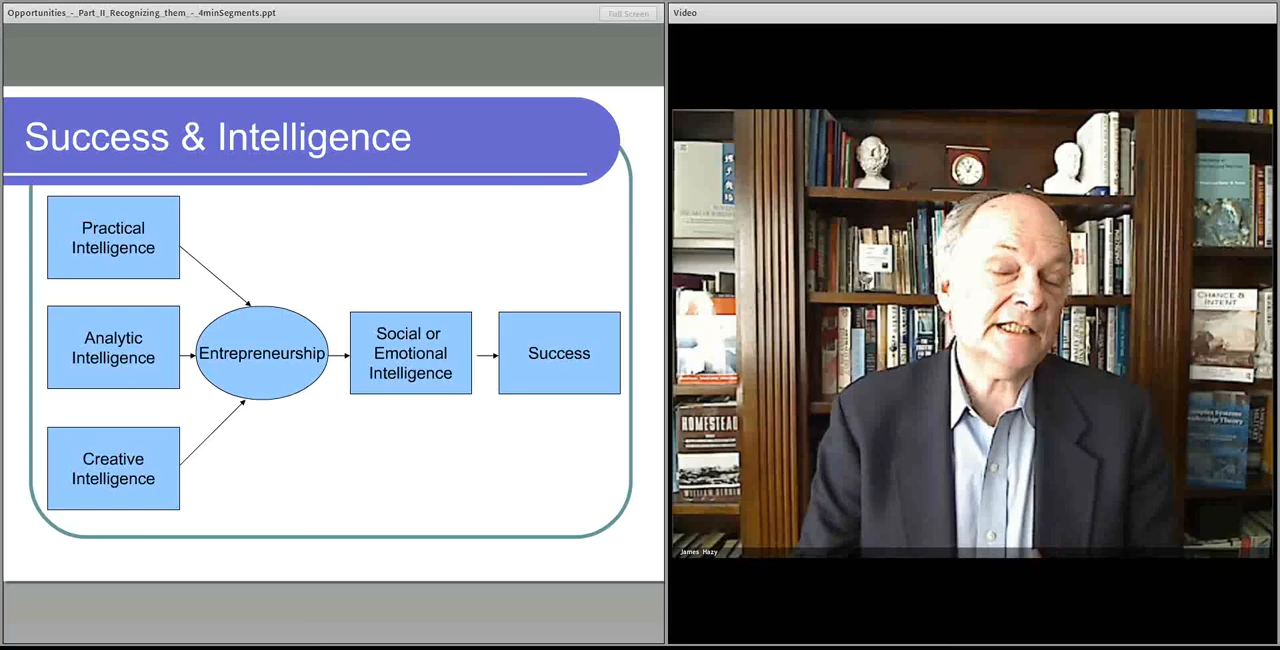 Opportunities_-_Part_II_Recognizing_them_-_4minSegments.ppt
Full Screen
Video
Success & Intelligence
Practical
Intelligence
Analytic
Intelligence
Creative
Intelligence
Entrepreneurship
Social or
Emotional
Intelligence
Success
CHANCE &
INTENT
HOMESTEAD
James Hazy